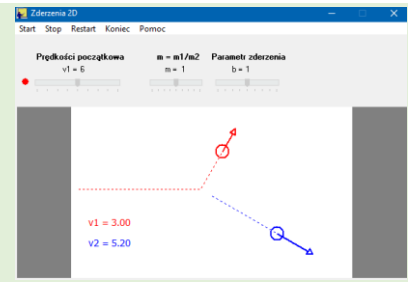 Zderzenia 2D
Start Stop Restart Koniec Pomoc
Prędkości początkowa m = m1/m2 Parametr zderzenia
v1 = 6 m = 1 b = 1
v1 = 3.00
v2 = 5.20